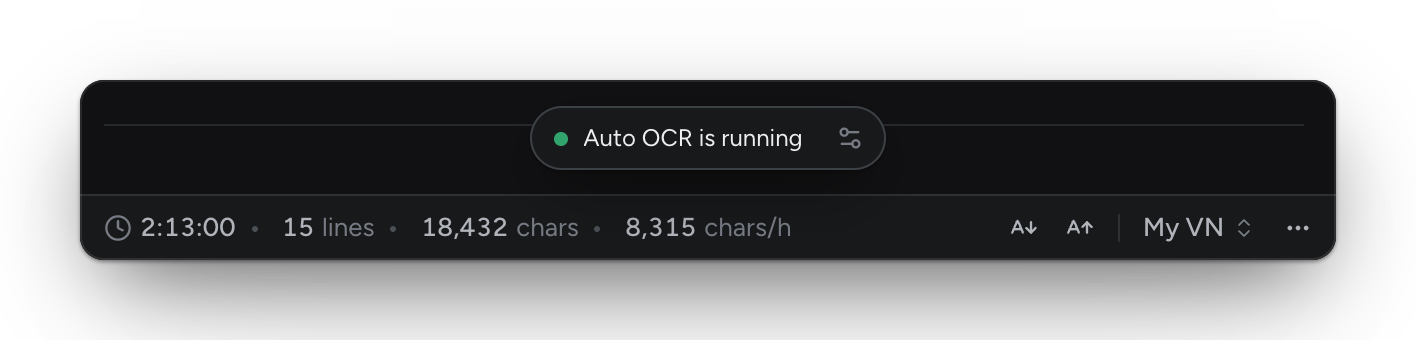 Auto OCR is running
2:13:00 • 15 lines • 18,432 chars • 8,315 chars/h A↓ A↑ My VN